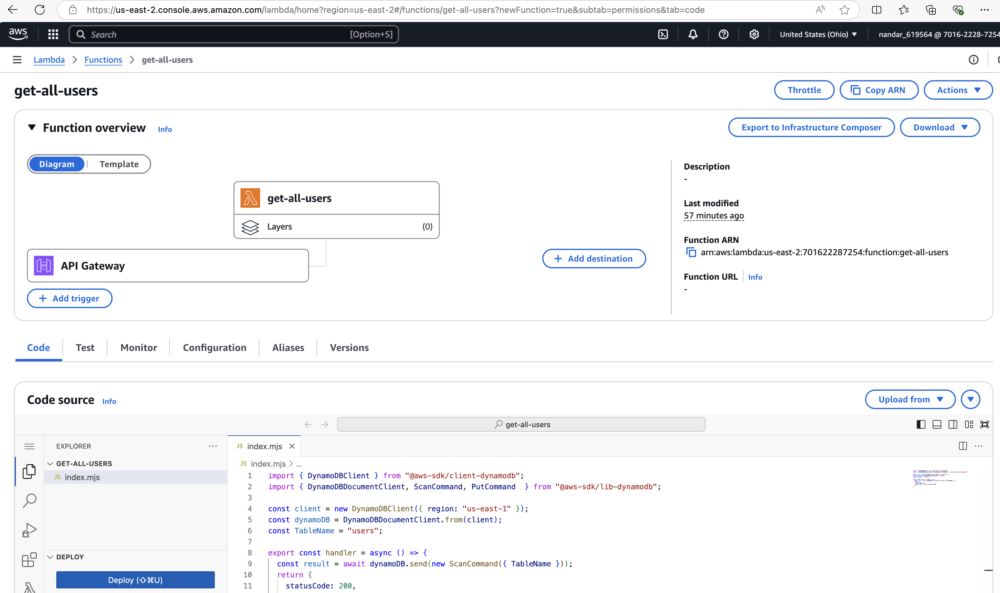 https://us-east-2.console.aws.amazon.com/lambda/home?region=us-east-2#/functions/get-all-users?newFunction=true&subtab=permissions&tab=code
aws
Search
[Option+S]
United States (Ohio)
nandar_619564 @ 7016-2228-7254
Lambda
Functions
get-all-users
get-all-users
Throttle
Copy ARN
Actions
Function overview
Info
Export to Infrastructure Composer
Download
Diagram
Template
get-all-users
Layers
(0)
API Gateway
+ Add trigger
+ Add destination
Description
-
Last modified
57 minutes ago
Function ARN
arn:aws:lambda:us-east-2:701622287254:function:get-all-users
Function URL
Info
-
Code
Test
Monitor
Configuration
Aliases
Versions
Code source
Info
Upload from
get-all-users
EXPLORER
GET-ALL-USERS
JS index.mjs
DEPLOY
Deploy (⇧⌘U)
JS index.mjs
JS index.mjs > ...
1 import { DynamoDBClient } from "@aws-sdk/client-dynamodb";
2 import { DynamoDBDocumentClient, ScanCommand, PutCommand  } from "@aws-sdk/lib-dynamodb";
3
4 const client = new DynamoDBClient({ region: "us-east-1" });
5 const dynamoDB = DynamoDBDocumentClient.from(client);
6 const TableName = "users";
7
8 export const handler = async () => {
9 const result = await dynamoDB.send(new ScanCommand({ TableName }));
10 return {
11 statusCode: 200,